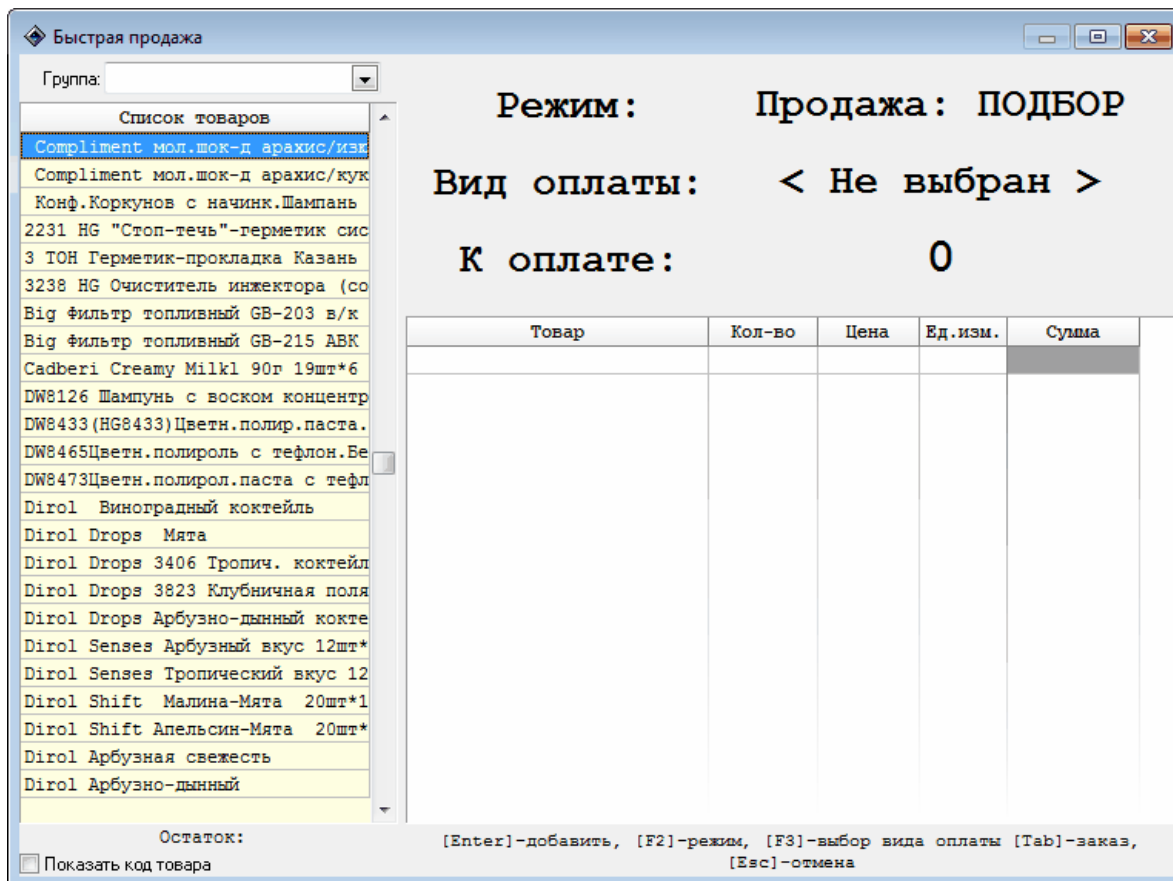 Быстрая продажа
Группа:
Список товаров
Compliment мол.шок-д арахис/изю
Compliment мол.шок-д арахис/кук
Конф.Коркунов с начинк.Шампань
2231 HG "Стоп-течь"-герметик сис
3 ТОН Герметик-прокладка Казань
3238 HG Очиститель инжектора (со
Big Фильтр топливный GB-203 в/к
Big Фильтр топливный GB-215 АВК
Cadberi Creamy Milkl 90г 19шт*6
DW8126 Шампунь с воском концентр
DW8433(HG8433)Цветн.полир.паста.
DW8465Цветн.полироль с тефлон.Бе
DW8473Цветн.полирол.паста с тефл
Dirol  Виноградный коктейль
Dirol Drops  Мята
Dirol Drops 3406 Тропич. коктейл
Dirol Drops 3823 Клубничная поля
Dirol Drops Арбузно-дынный кокте
Dirol Senses Арбузный вкус 12шт*
Dirol Senses Тропический вкус 12
Dirol Shift  Малина-Мята  20шт*1
Dirol Shift Апельсин-Мята  20шт*
Dirol Арбузная свежесть
Dirol Арбузно-дынный
Остаток:
Показать код товара
Режим: Продажа: ПОДБОР
Вид оплаты: < Не выбран >
К оплате: 0
Товар Кол-во Цена Ед.изм. Сумма
[Enter]-добавить, [F2]-режим, [F3]-выбор вида оплаты [Tab]-заказ,
[Esc]-отмена